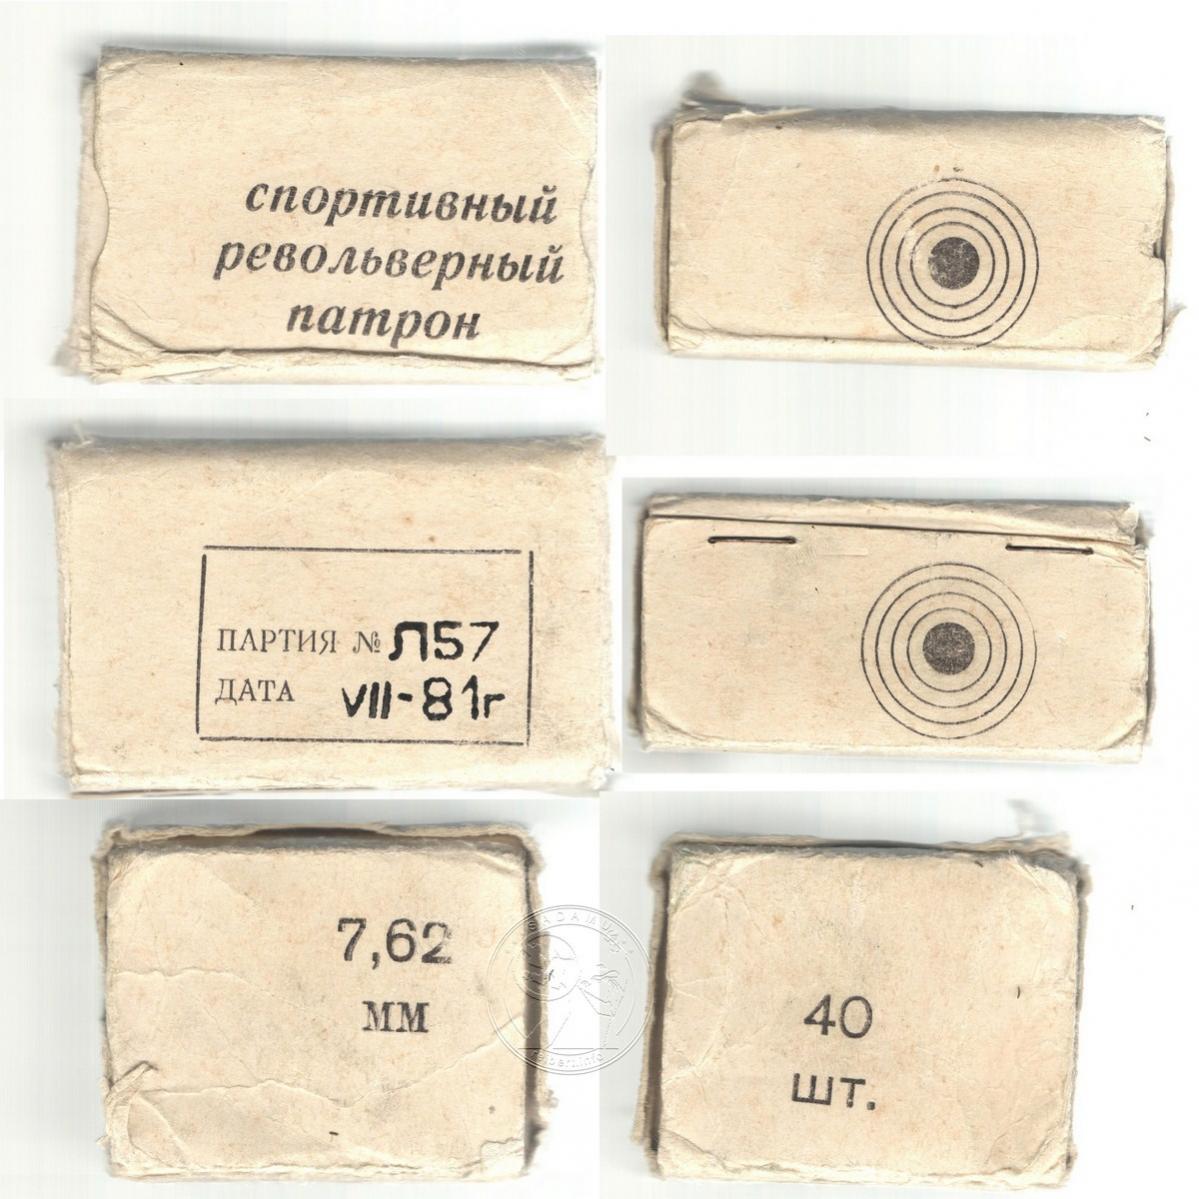 спортивный
револьверный
патрон
ПАРТИЯ № Л57
ДАТА VII-81г
7,62
ММ
40
шт.